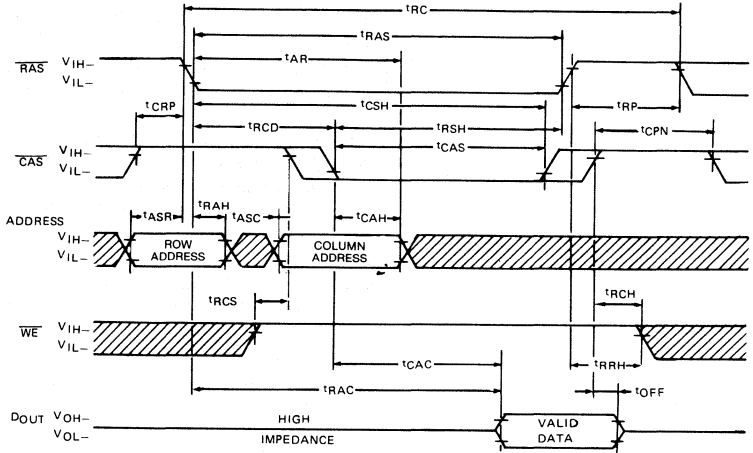 tRC
tRAS
tAR
RAS VIH–
VIL–
tCRP
tCSH
tRP
tRCD
tRSH
tCPN
CAS VIH–
VIL–
tCAS
tASR
tRAH
tASC
tCAH
ADDRESS
VIH–
VIL–
ROW
ADDRESS
COLUMN
ADDRESS
tRCS
tRCH
WE VIH–
VIL–
tCAC
tRRH
tRAC
tOFF
DOUT VOH–
VOL–
HIGH
IMPEDANCE
VALID
DATA